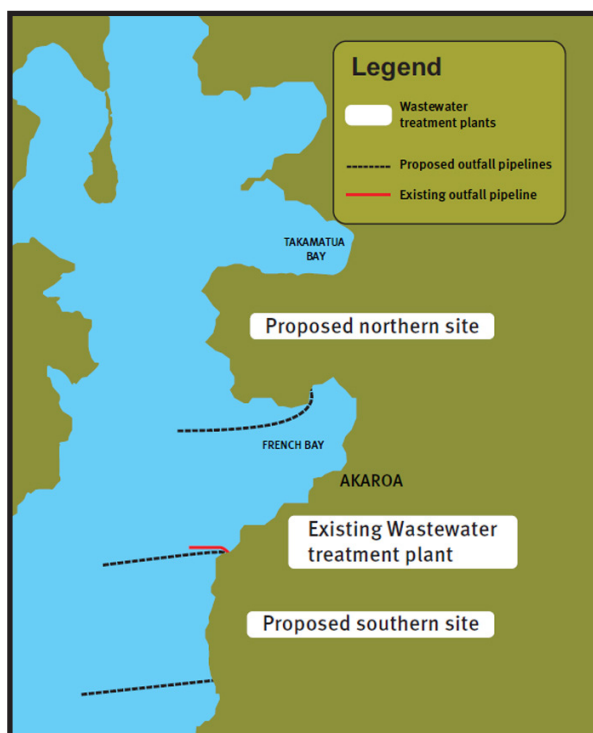 Legend
Wastewater
treatment plants
Proposed outfall pipelines
Existing outfall pipeline
TAKAMATUA
BAY
Proposed northern site
FRENCH BAY
AKAROA
Existing Wastewater
treatment plant
Proposed southern site